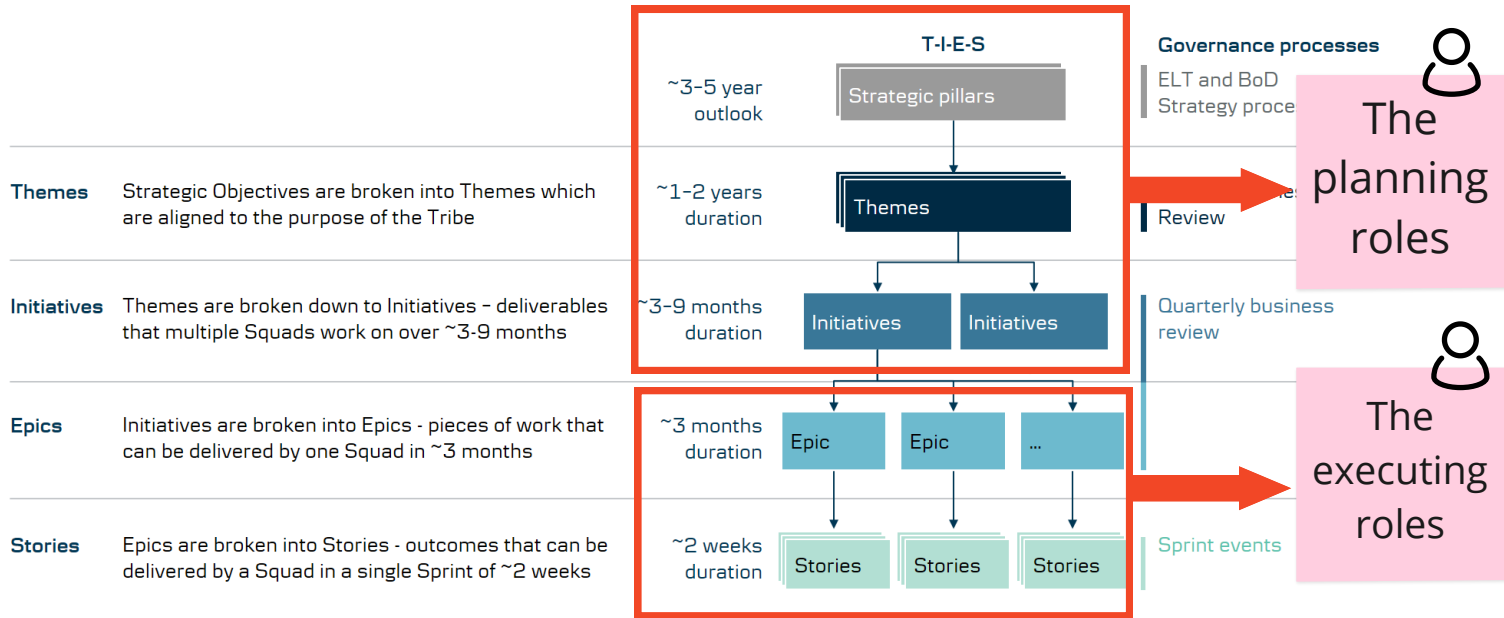 T-I-E-S
Governance processes
~3-5 year
outlook
Strategic pillars
ELT and BoD
Strategy
The
planning
roles
Themes
Strategic Objectives are broken into Themes which
are aligned to the purpose of the Tribe
~1-2 years
duration
Themes
Review
Initiatives
Themes are broken down to Initiatives – deliverables
that multiple Squads work on over ~3-9 months
~3-9 months
duration
Initiatives
Initiatives
Quarterly business
review
Epics
Initiatives are broken into Epics - pieces of work that
can be delivered by one Squad in ~3 months
~3 months
duration
Epic
Epic
...
The
executing
roles
Stories
Epics are broken into Stories - outcomes that can be
delivered by a Squad in a single Sprint of ~2 weeks
~2 weeks
duration
Stories
Stories
Stories
Sprint events